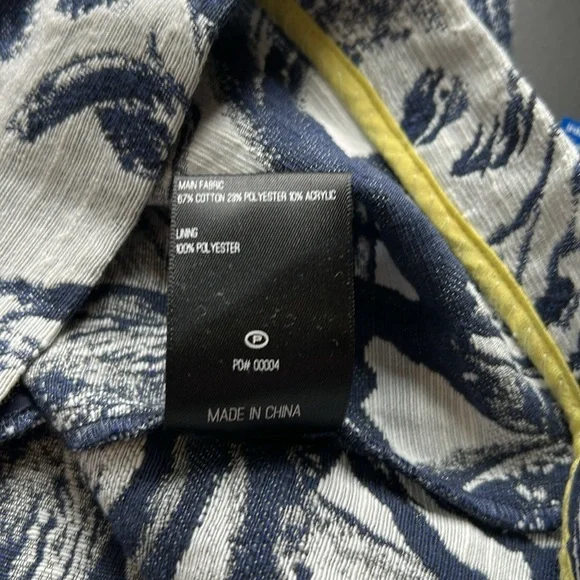 MAIN FABRIC
67% COTTON 23% POLYESTER 10% ACRYLIC
LINING
100% POLYESTER
P
PO# 00004
MADE IN CHINA